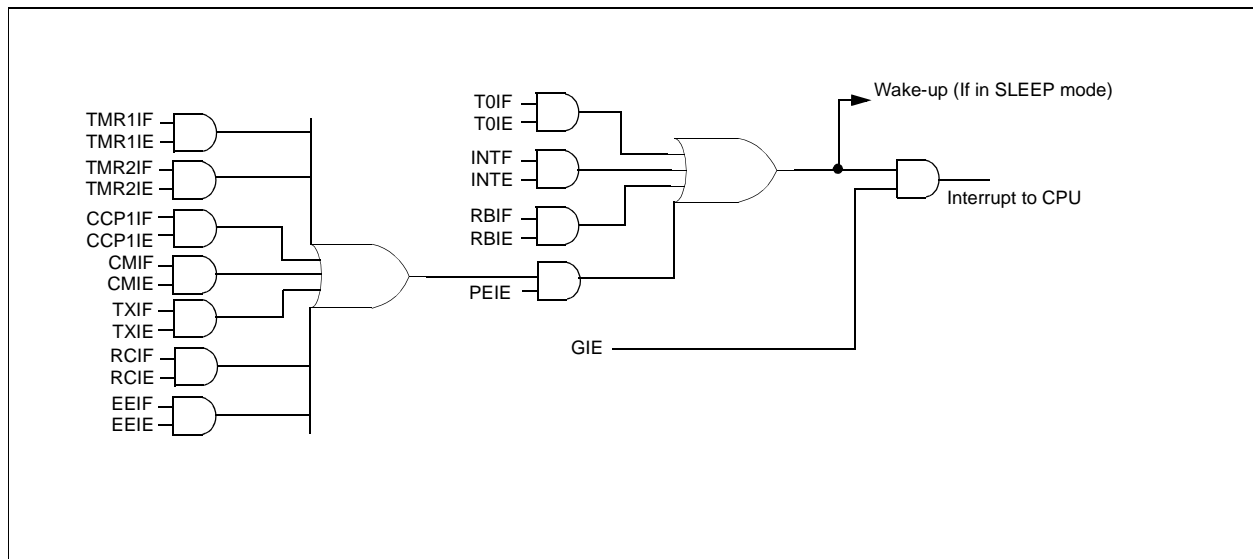 TMR1IF
TMR1IE
TMR2IF
TMR2IE
CCP1IF
CCP1IE
CMIF
CMIE
TXIF
TXIE
RCIF
RCIE
EEIF
EEIE
T0IF
T0IE
INTF
INTE
RBIF
RBIE
PEIE
GIE
Wake-up (If in SLEEP mode)
Interrupt to CPU